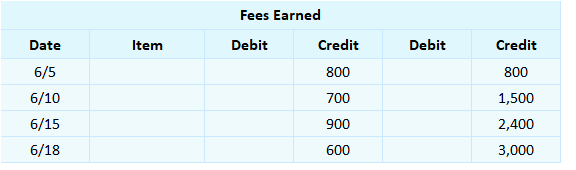 Fees Earned
Date Item Debit Credit Debit Credit
6/5 800 800
6/10 700 1,500
6/15 900 2,400
6/18 600 3,000